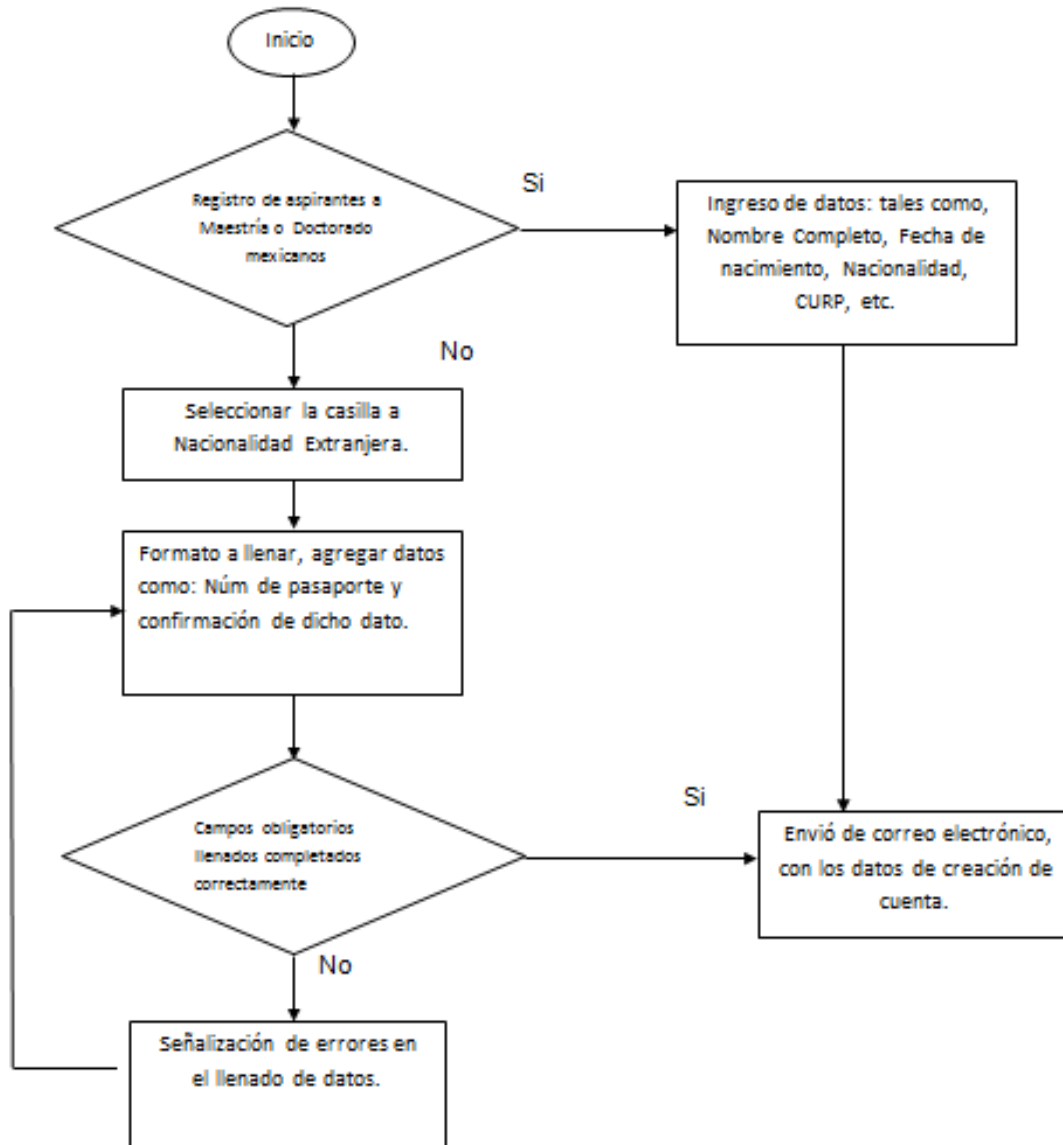 Inicio
Registro de aspirantes a
Maestría o Doctorado
mexicanos
Si
Ingreso de datos: tales como,
Nombre Completo, Fecha de
nacimiento, Nacionalidad,
CURP, etc.
No
Seleccionar la casilla a
Nacionalidad Extranjera.
Formato a llenar, agregar datos
como: Núm de pasaporte y
confirmación de dicho dato.
Campos obligatorios
llenados completados
correctamente
Si
Envió de correo electrónico,
con los datos de creación de
cuenta.
No
Señalización de errores en
el llenado de datos.